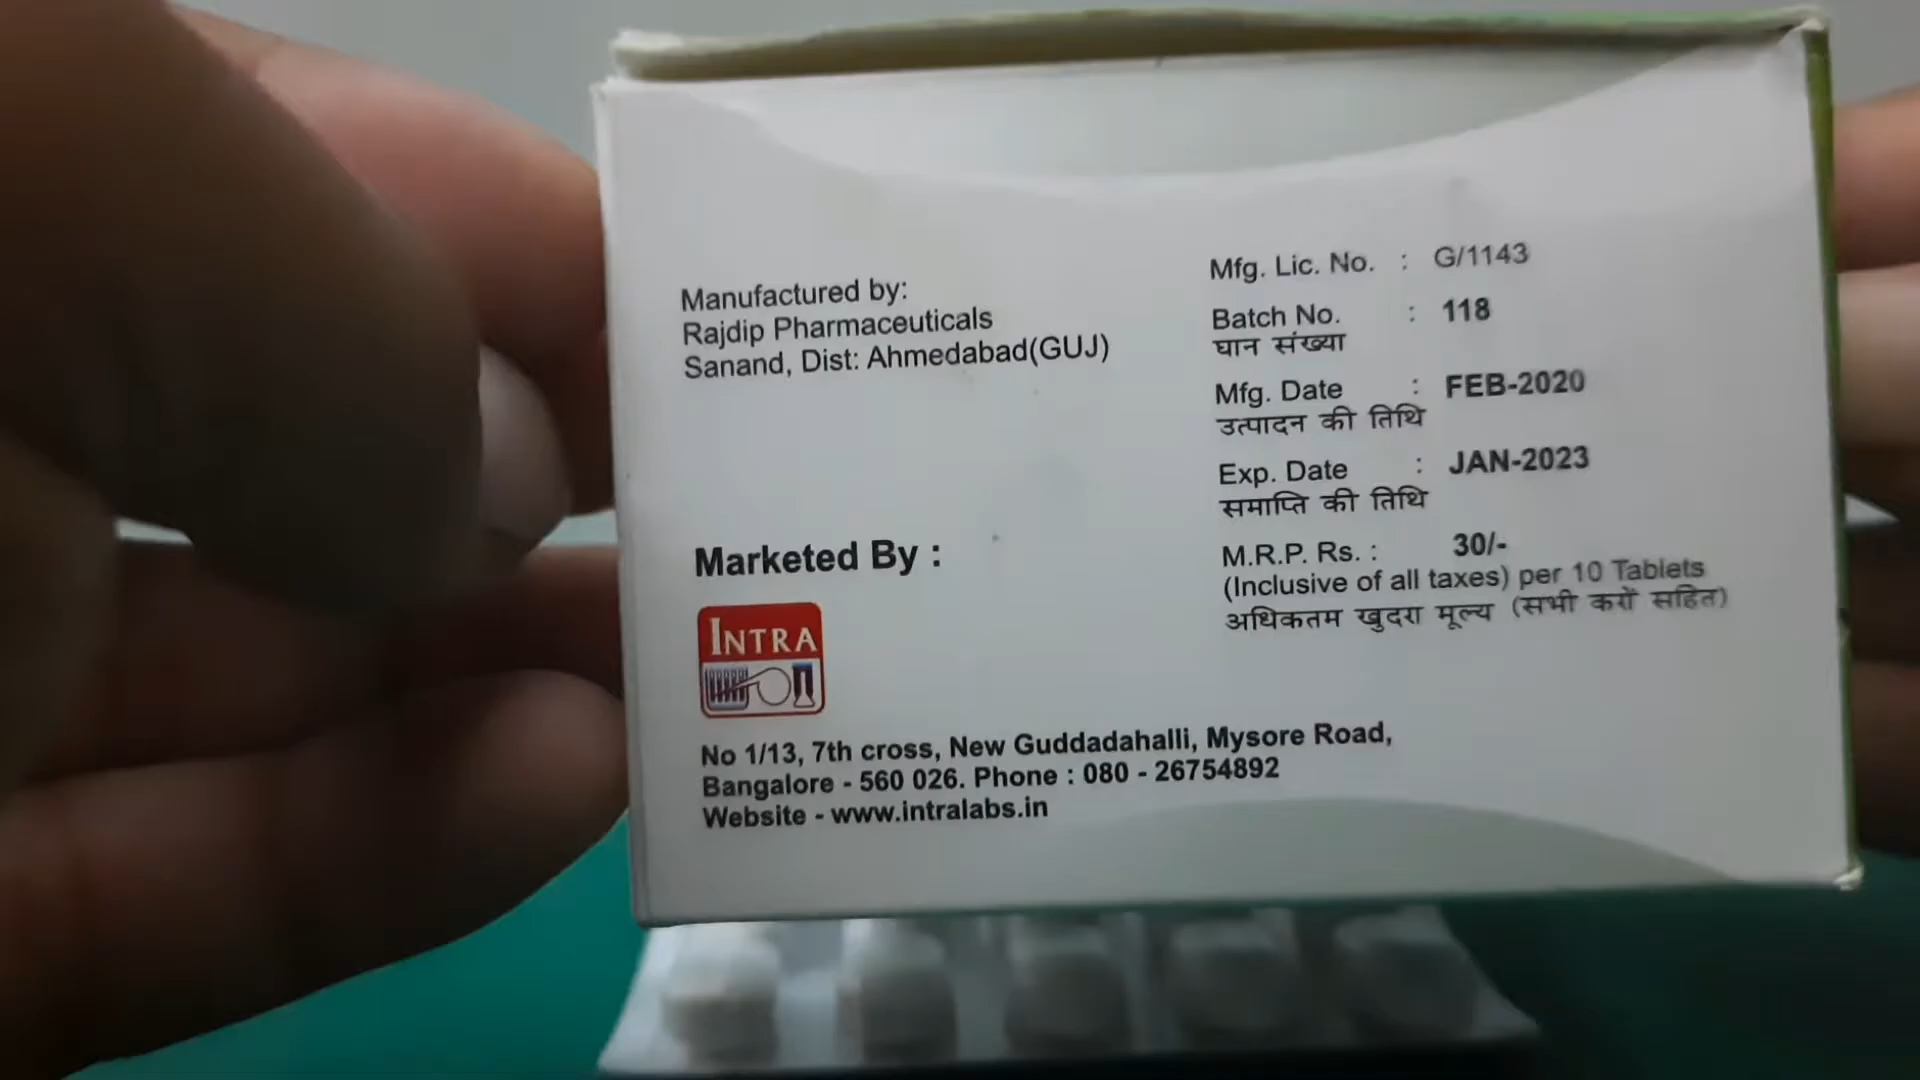 Manufactured by:
Rajdip Pharmaceuticals
Sanand, Dist: Ahmedabad(GUJ)
Mfg. Lic. No. : G/1143
Batch No. : 118
घान संख्या
Mfg. Date : FEB-2020
उत्पादन की तिथि
Exp. Date : JAN-2023
समाप्ति की तिथि
M.R.P. Rs. : 30/-
(Inclusive of all taxes) per 10 Tablets
अधिकतम खुदरा मूल्य (सभी करों सहित)
Marketed By :
INTRA
No 1/13, 7th cross, New Guddadahalli, Mysore Road,
Bangalore - 560 026. Phone : 080 - 26754892
Website - www.intralabs.in